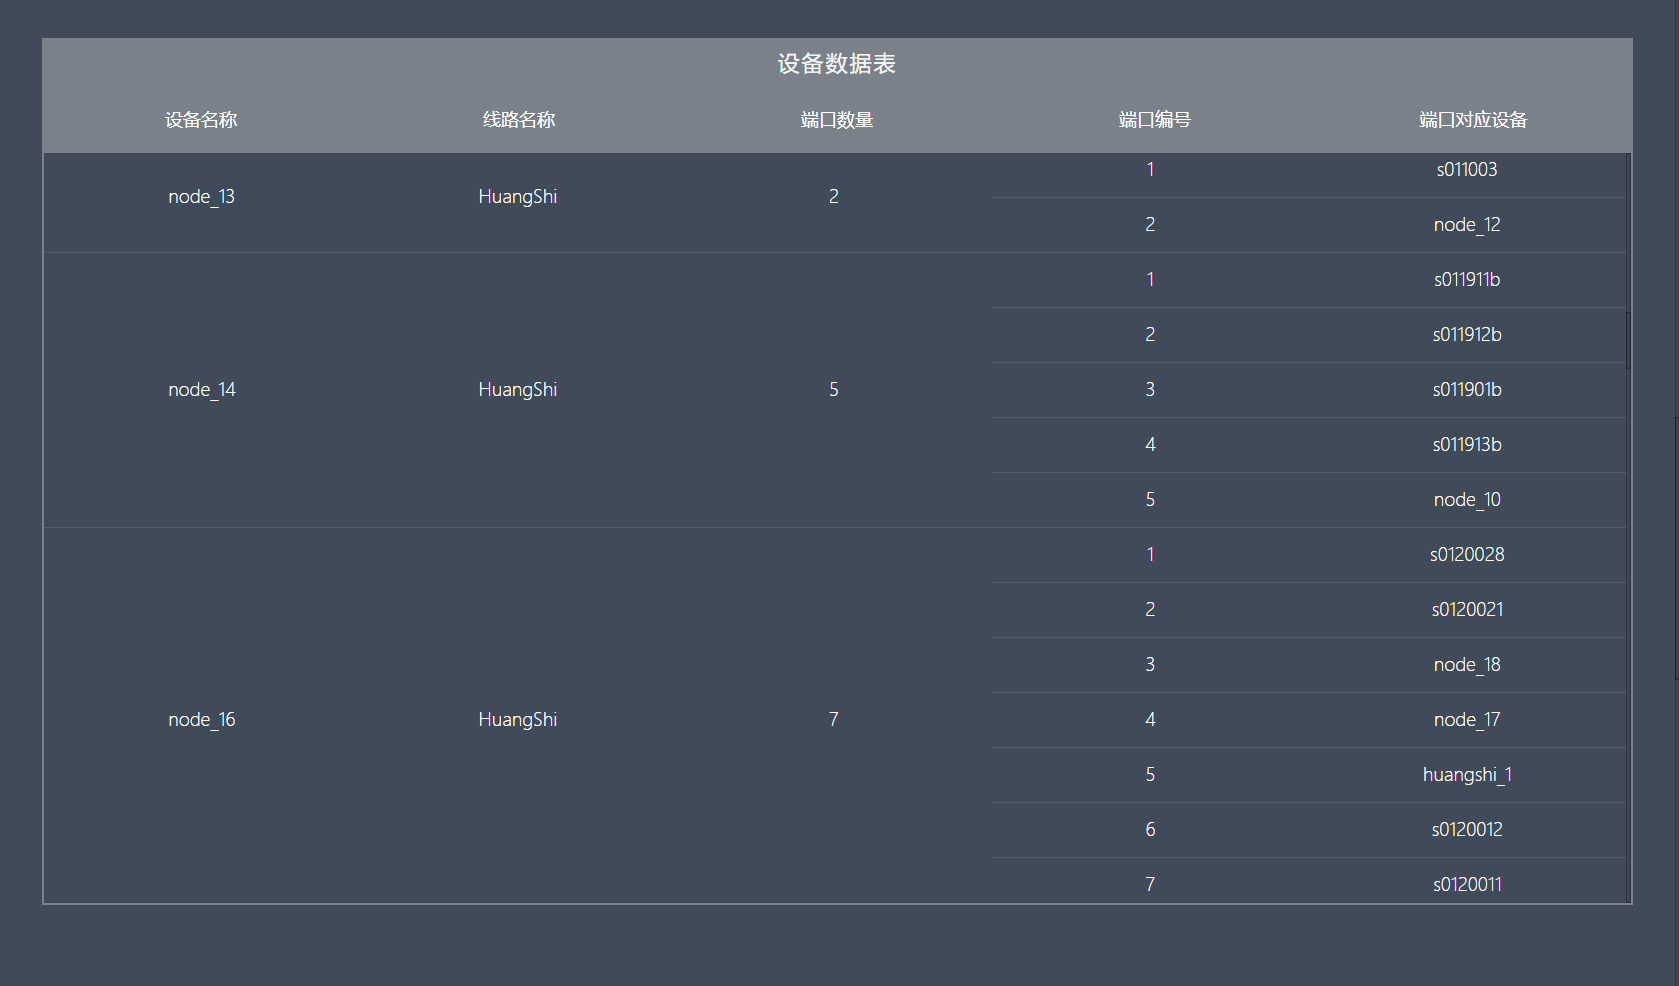 设备数据表
设备名称 线路名称 端口数量 端口编号 端口对应设备
node_13 HuangShi 2 1 s011003
2 node_12
node_14 HuangShi 5 1 s011911b
2 s011912b
3 s011901b
4 s011913b
5 node_10
node_16 HuangShi 7 1 s0120028
2 s0120021
3 node_18
4 node_17
5 huangshi_1
6 s0120012
7 s0120011